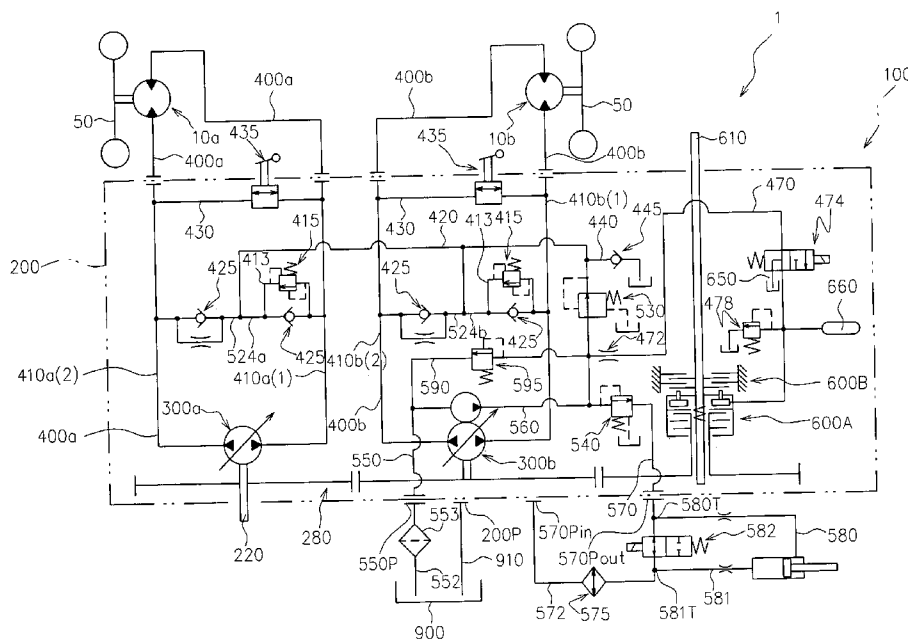 1
100
400a
400b
50
10a
435
400a
435
10b
50
400b
610
410b(1)
470
474
430
420
430
413
415
440
445
200
413
415
650
660
425
425
530
478
524a
425
524b
425
472
410a(2)
410a(1)
410b(2)
590
595
600B
300a
600A
400a
400b
560
540
550
300b
570
220
280
550P
553
200P
570Pin
570Pout
580T
582
580
910
552
572
575
581T
581
900